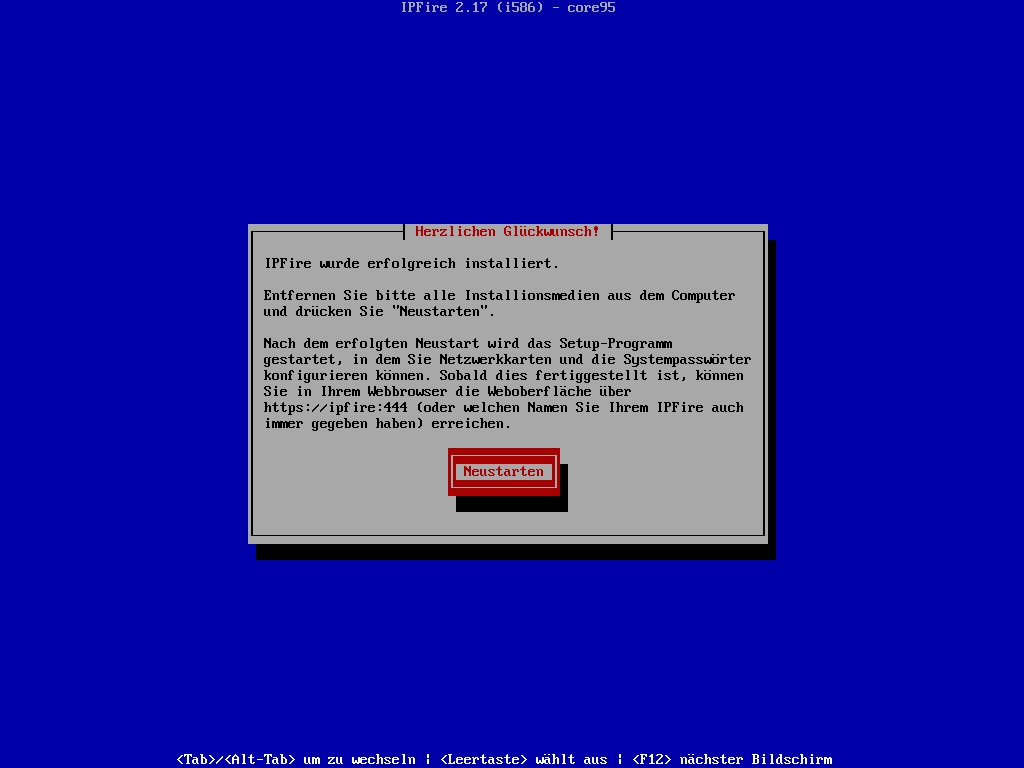 IPFire 2.17 (i586) - core95
Herzlichen Glückwunsch!
IPFire wurde erfolgreich installiert.
Entfernen Sie bitte alle Installionsmedien aus dem Computer
und drücken Sie "Neustarten".
Nach dem erfolgten Neustart wird das Setup-Programm
gestartet, in dem Sie Netzwerkkarten und die Systempasswörter
konfigurieren können. Sobald dies fertiggestellt ist, können
Sie in Ihrem Webbrowser die Weboberfläche über
https://ipfire:444 (oder welchen Namen Sie Ihrem IPFire auch
immer gegeben haben) erreichen.
Neustarten
<Tab>/<Alt-Tab> um zu wechseln | <Leertaste> wählt aus | <F12> nächster Bildschirm